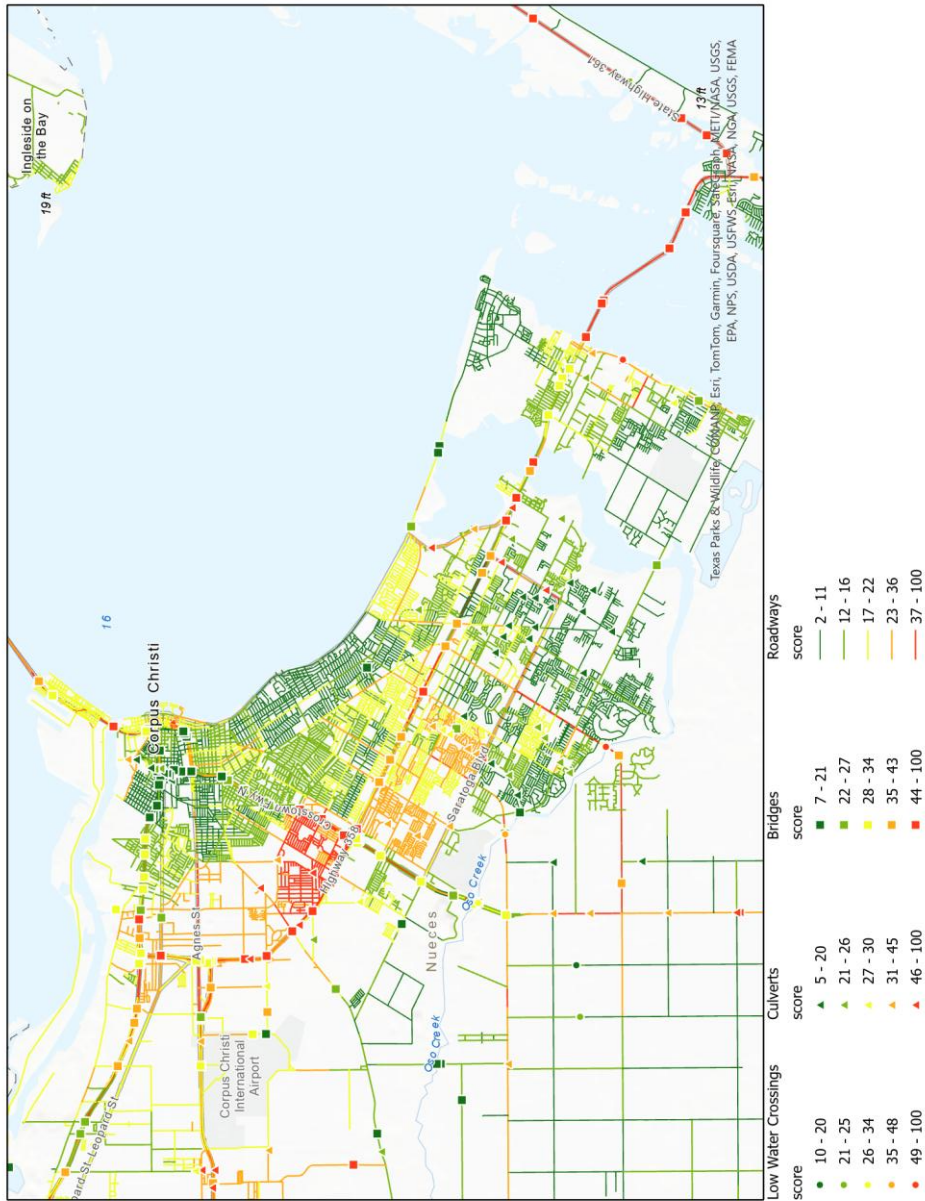 Ingleside on
the Bay
19 ft
16
Corpus Christi
State Highway 361
13 ft
Crosstown Fwy N
Highway 358
Saratoga Blvd
Agnes St
Leopard St
Nueces
Oso Creek
Oso Creek
Corpus Christi
International
Airport
Texas Parks & Wildlife, CONANP, Esri, TomTom, Garmin, Foursquare, SafeGraph, METI/NASA, USGS,
EPA, NPS, USDA, USFWS, Esri, NASA, NGA, USGS, FEMA
Low Water Crossings
score
10 - 20
21 - 25
26 - 34
35 - 48
49 - 100
Culverts
score
5 - 20
21 - 26
27 - 30
31 - 45
46 - 100
Bridges
score
7 - 21
22 - 27
28 - 34
35 - 43
44 - 100
Roadways
score
2 - 11
12 - 16
17 - 22
23 - 36
37 - 100